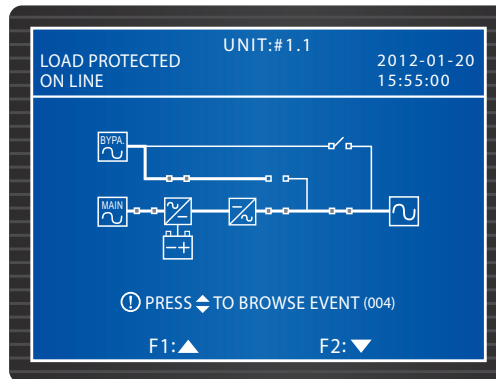 UNIT:#1.1
LOAD PROTECTED
ON LINE
2012-01-20
15:55:00
BYPA.
MAIN
PRESS TO BROWSE EVENT (004)
F1:
F2: